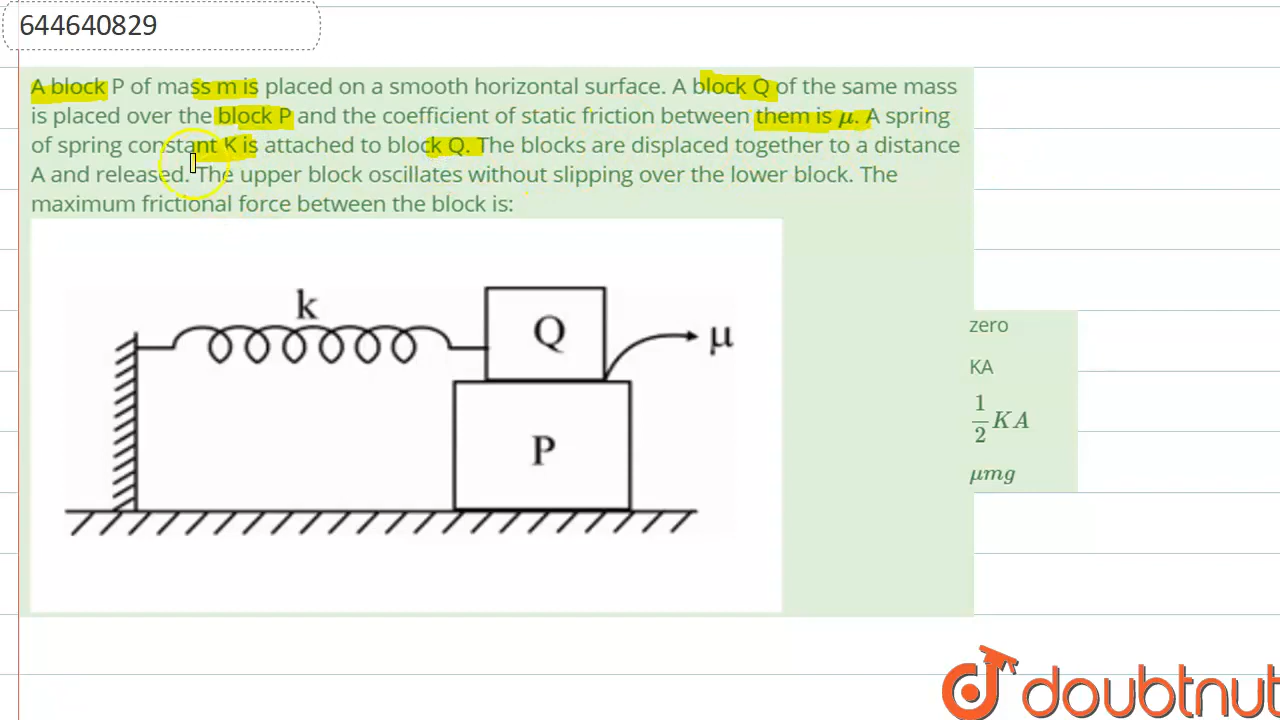 644640829
A block P of mass m is placed on a smooth horizontal surface. A block Q of the same mass
is placed over the block P and the coefficient of static friction between them is μ. A spring
of spring constant K is attached to block Q. The blocks are displaced together to a distance
A and released. The upper block oscillates without slipping over the lower block. The
maximum frictional force between the block is:
k
Q
μ
P
zero
KA
1/2 KA
μmg
doubtnut